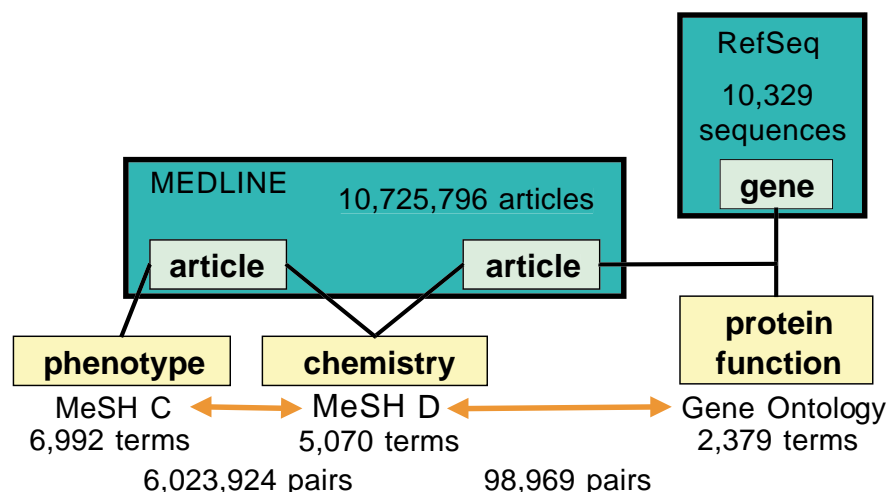 RefSeq
10,329
sequences
gene
MEDLINE
10,725,796 articles
article
article
phenotype
chemistry
protein
function
MeSH C
6,992 terms
MeSH D
5,070 terms
Gene Ontology
2,379 terms
6,023,924 pairs
98,969 pairs